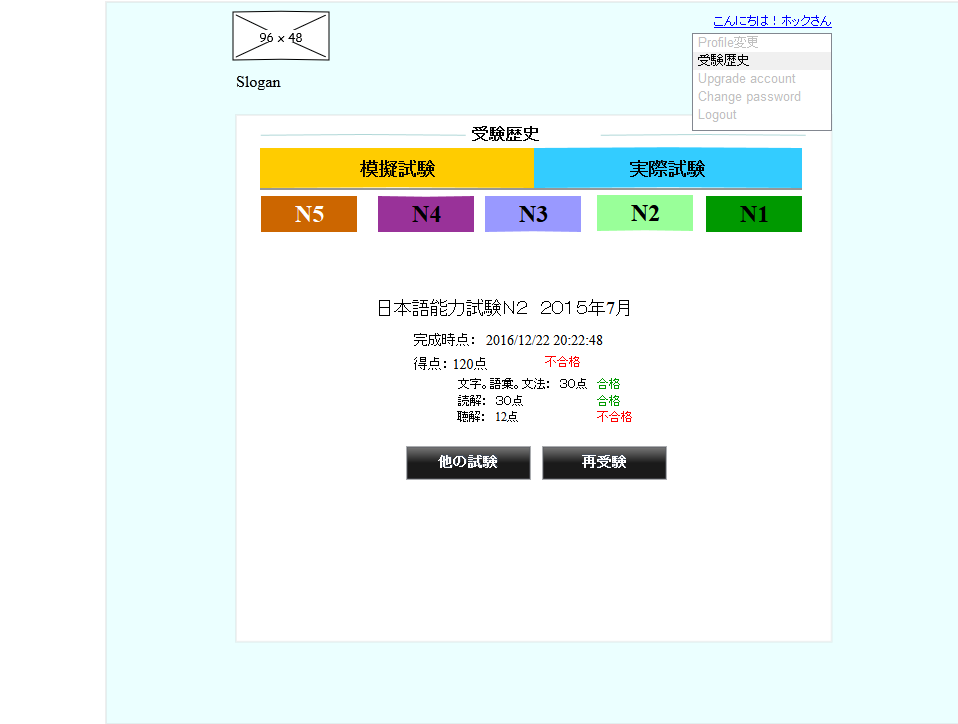 96 x 48
こんにちは！ホックさん
Profile変更
受験歴史
Upgrade account
Change password
Logout
Slogan
受験歴史
模擬試験 実際試験
N5 N4 N3 N2 N1
日本語能力試験N2 2015年7月
完成時点： 2016/12/22 20:22:48
得点：120点 不合格
文字。語彙。文法： 30点 合格
読解： 30点 合格
聴解： 12点 不合格
他の試験 再受験